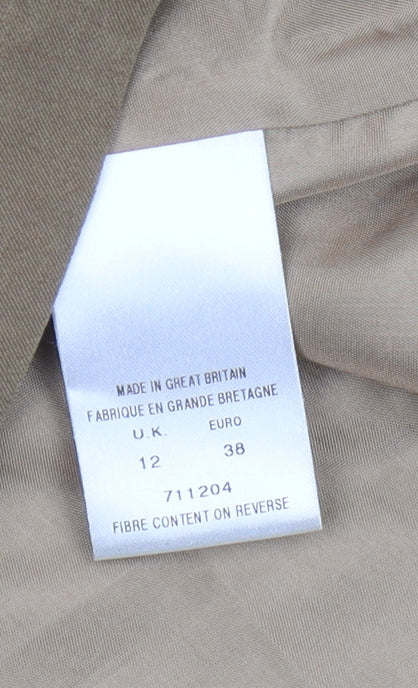 MADE IN GREAT BRITAIN
FABRIQUE EN GRANDE BRETAGNE
U.K. EURO
12 38
711204
FIBRE CONTENT ON REVERSE